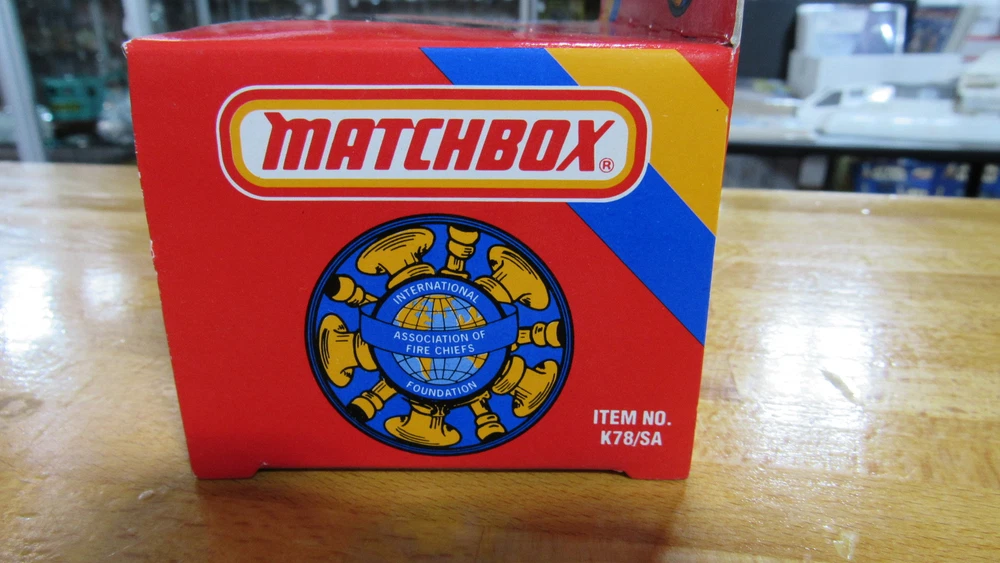 MATCHBOX®
INTERNATIONAL
ASSOCIATION OF
FIRE CHIEFS
FOUNDATION
ITEM NO.
K78/SA